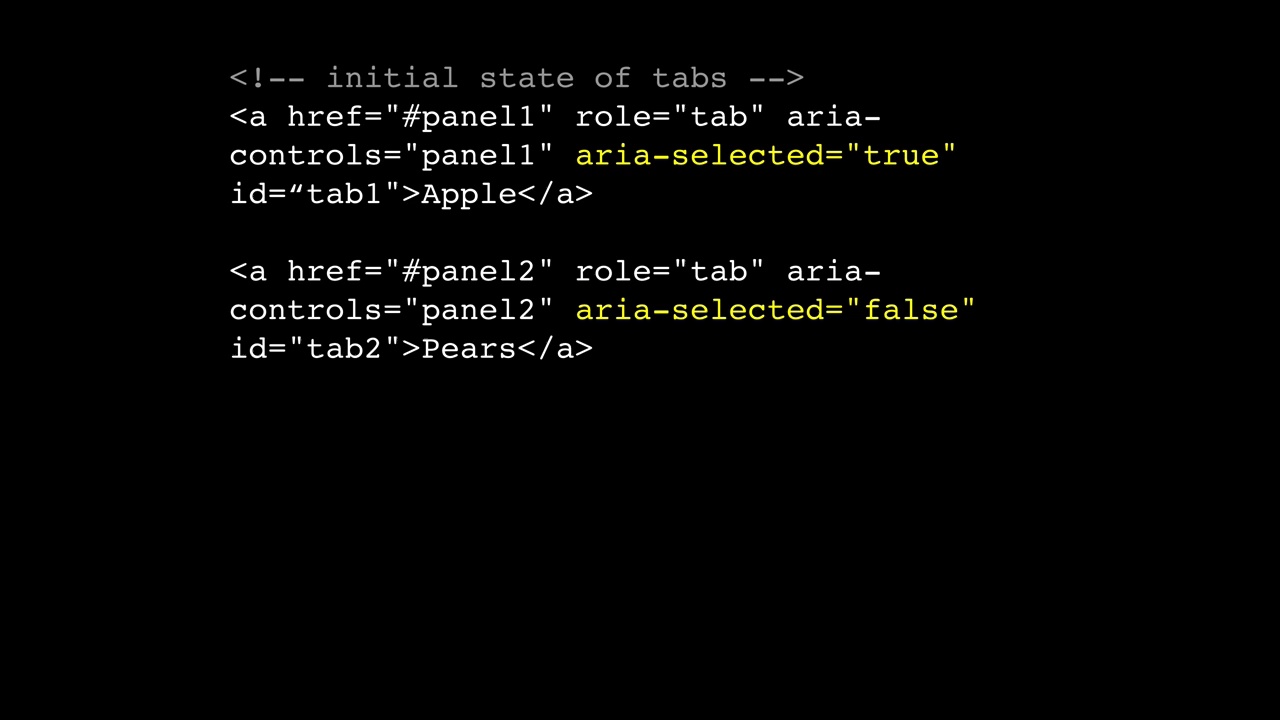 <!-- initial state of tabs -->
<a href="#panel1" role="tab" aria-
controls="panel1" aria-selected="true"
id=“tab1">Apple</a>
<a href="#panel2" role="tab" aria-
controls="panel2" aria-selected="false"
id="tab2">Pears</a>